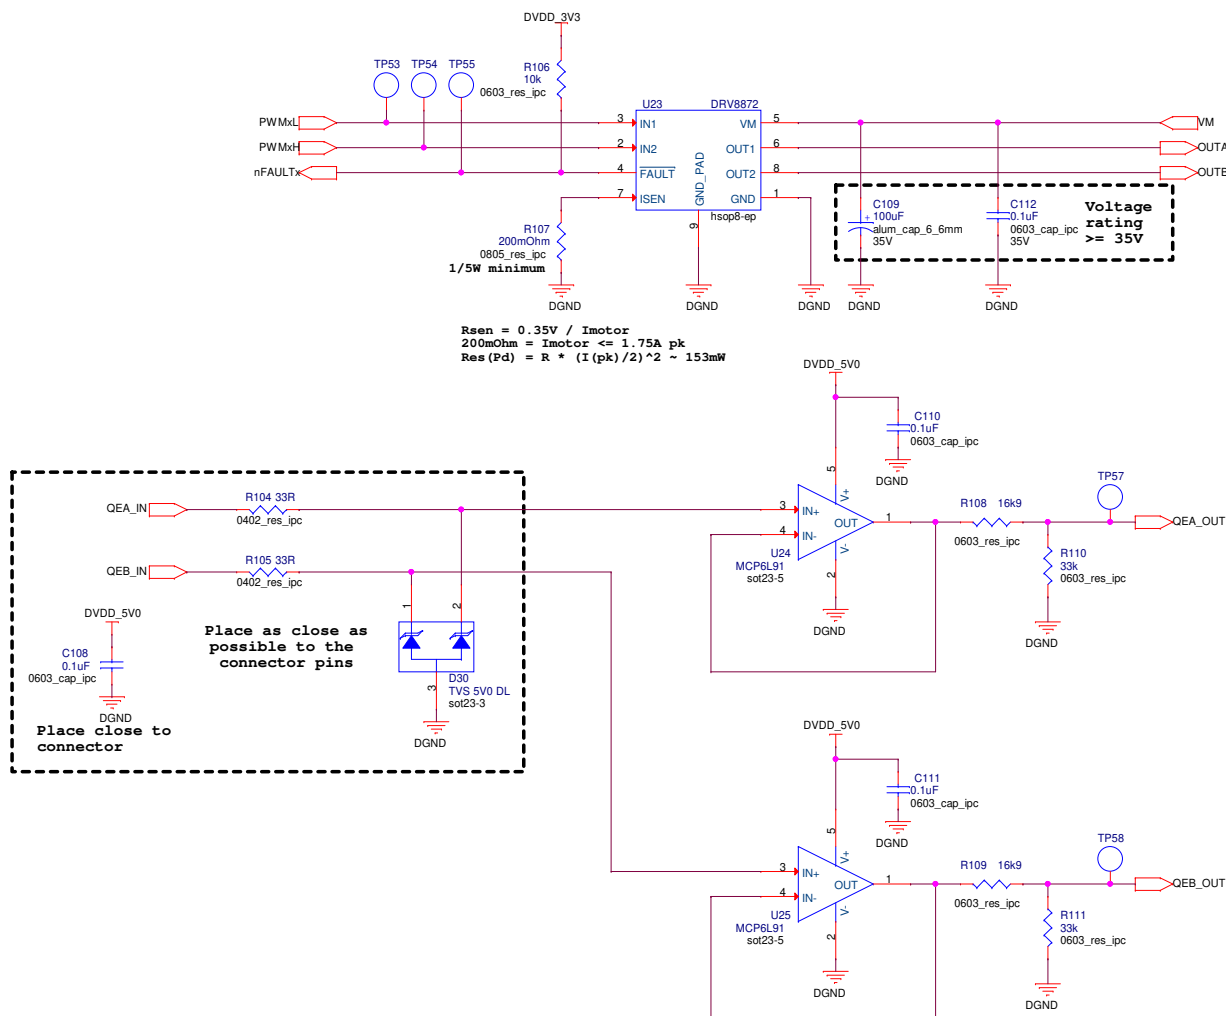 DVDD_3V3
TP53
TP54
TP55
R106
10k
0603_res_ipc
U23
DRV8872
PWMxL
3
IN1
VM
5
VM
PWMxH
2
IN2
OUT1
6
OUTA
nFAULTx
4
FAULT
OUT2
8
OUTB
7
ISEN
GND_PAD
GND
1
hsop8-ep
9
R107
200mOhm
0805_res_ipc
1/5W minimum
C109
+
100uF
alum_cap_6_6mm
35V
C112
0.1uF
0603_cap_ipc
35V
Voltage
rating
>= 35V
DGND
DGND
DGND
DGND
DGND
Rsen = 0.35V / Imotor
200mOhm = Imotor <= 1.75A pk
Res(Pd) = R * (I(pk)/2)^2 ~ 153mW
DVDD_5V0
C110
0.1uF
0603_cap_ipc
DGND
5
V+
QEA_IN
R104 33R
0402_res_ipc
3
IN+
4
IN-
OUT
1
U24
MCP6L91
sot23-5
V-
2
DGND
R108 16k9
0603_res_ipc
TP57
QEA_OUT
R110
33k
0603_res_ipc
DGND
QEB_IN
R105 33R
0402_res_ipc
DVDD_5V0
C108
0.1uF
0603_cap_ipc
DGND
Place close to
connector
Place as close as
possible to the
connector pins
1
2
3
D30
TVS 5V0 DL
sot23-3
DGND
DVDD_5V0
C111
0.1uF
0603_cap_ipc
DGND
5
V+
3
IN+
4
IN-
OUT
1
U25
MCP6L91
sot23-5
V-
2
DGND
R109 16k9
0603_res_ipc
TP58
QEB_OUT
R111
33k
0603_res_ipc
DGND